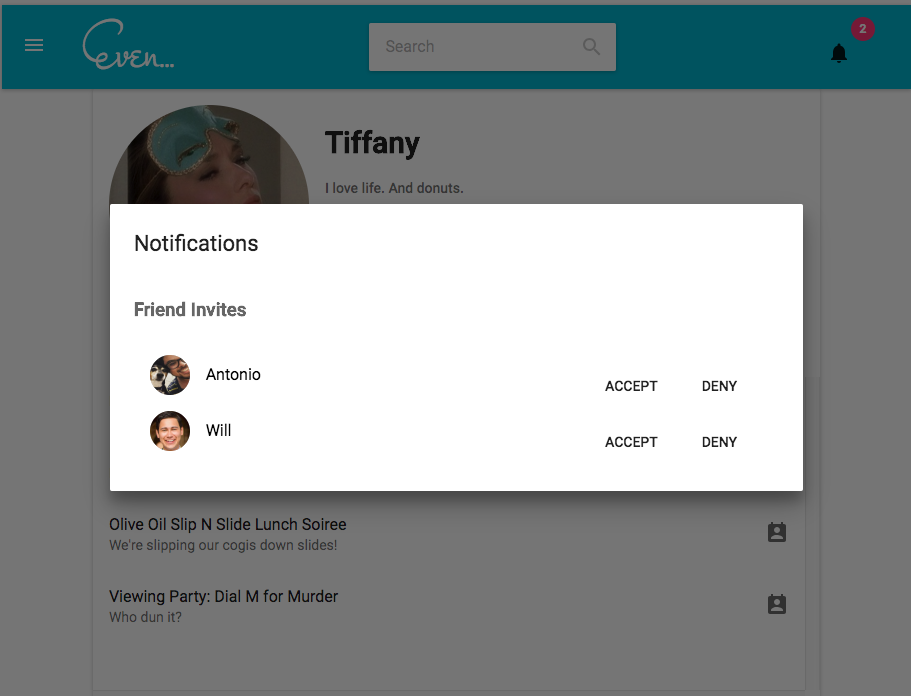 Ceven...
Search
2
Tiffany
I love life. And donuts.
Notifications
Friend Invites
Antonio
ACCEPT DENY
Will
ACCEPT DENY
Olive Oil Slip N Slide Lunch Soiree
We're slipping our cogis down slides!
Viewing Party: Dial M for Murder
Who dun it?